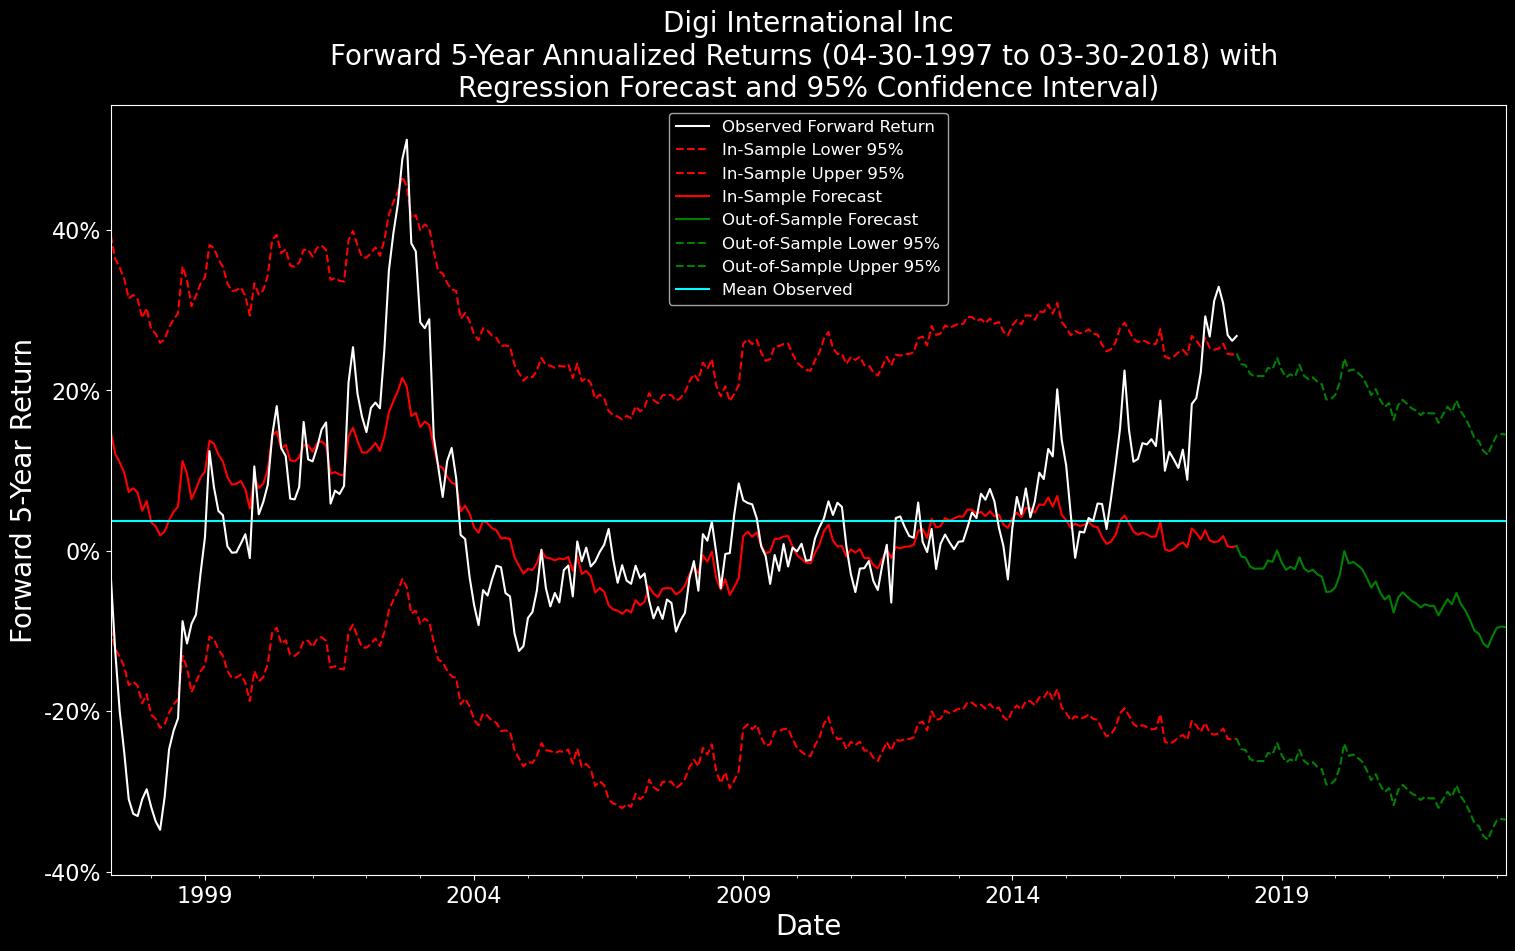 Digi International Inc
Forward 5-Year Annualized Returns (04-30-1997 to 03-30-2018) with
Regression Forecast and 95% Confidence Interval)
Observed Forward Return
In-Sample Lower 95%
In-Sample Upper 95%
In-Sample Forecast
Out-of-Sample Forecast
Out-of-Sample Lower 95%
Out-of-Sample Upper 95%
Mean Observed
Forward 5-Year Return
40%
20%
0%
-20%
-40%
1999
2004
2009
2014
2019
Date